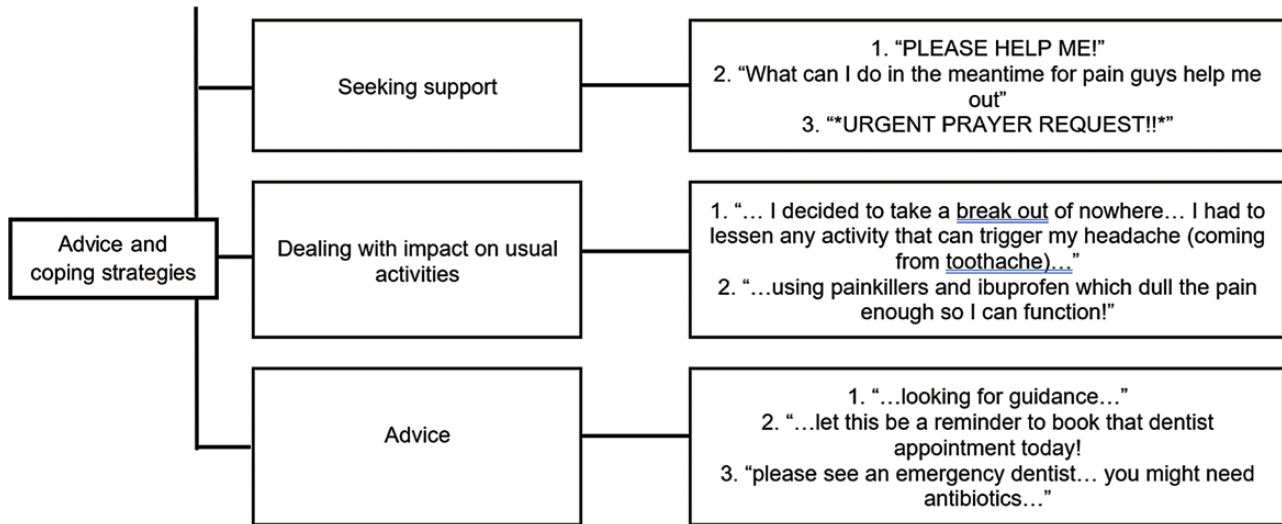 Seeking support
1. “PLEASE HELP ME!”
2. “What can I do in the meantime for pain guys help me
out”
3. “*URGENT PRAYER REQUEST!!*”
Advice and
coping strategies
Dealing with impact on usual
activities
1. “… I decided to take a break out of nowhere… I had to
lessen any activity that can trigger my headache (coming
from toothache)…”
2. “…using painkillers and ibuprofen which dull the pain
enough so I can function!”
Advice
1. “…looking for guidance…”
2. “…let this be a reminder to book that dentist
appointment today!
3. “please see an emergency dentist… you might need
antibiotics…”